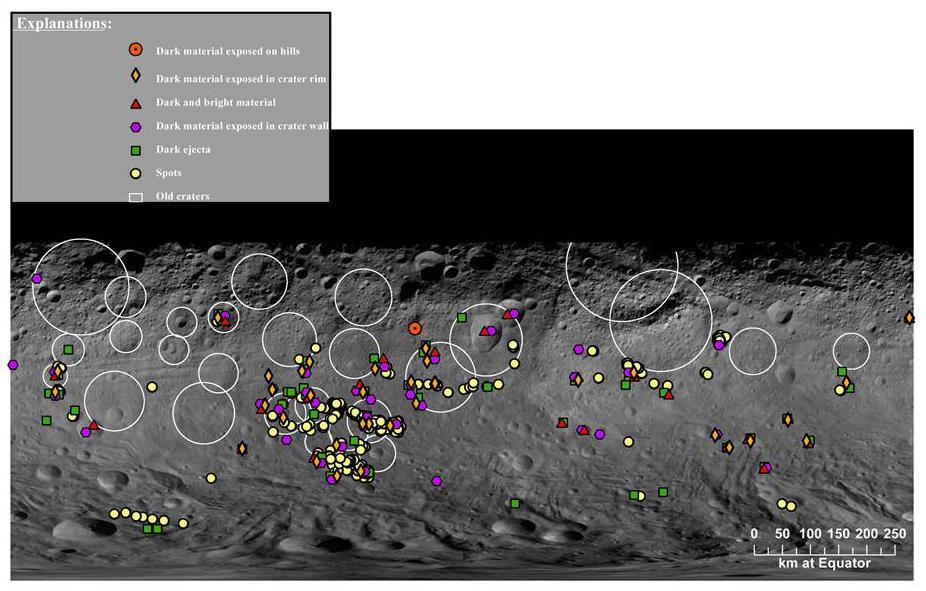 Explanations:
Dark material exposed on hills
Dark material exposed in crater rim
Dark and bright material
Dark material exposed in crater wall
Dark ejecta
Spots
Old craters
0 50 100 150 200 250
km at Equator